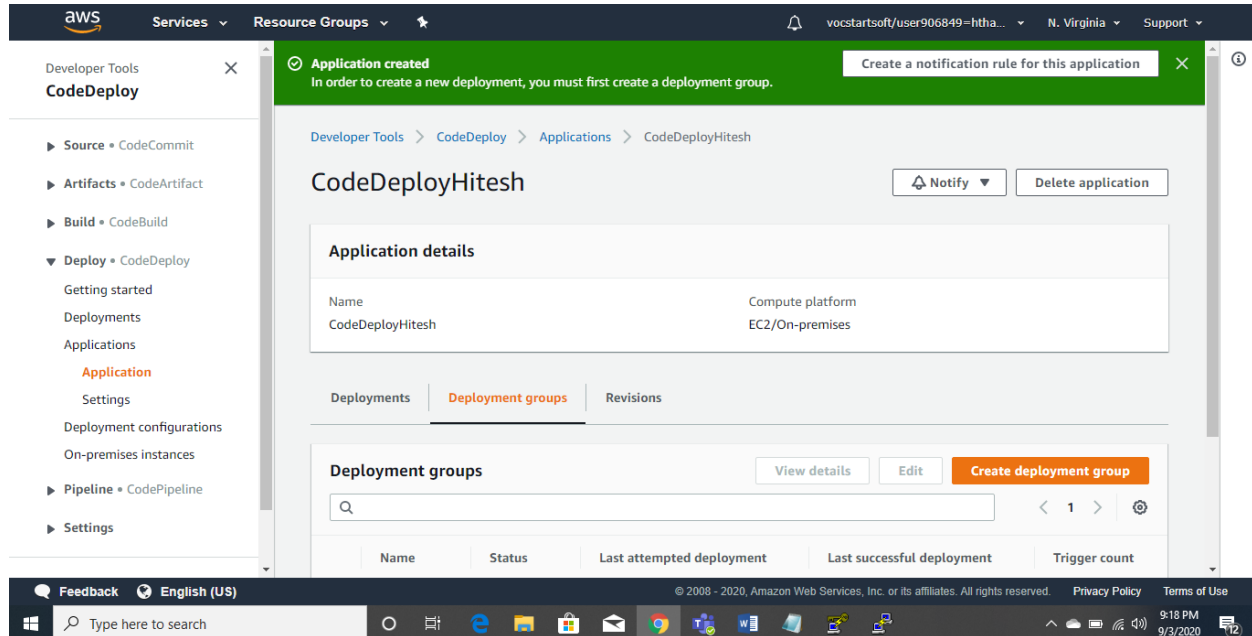 aws
Services
Resource Groups
vocstartsoft/user906849=htha...
N. Virginia
Support
Developer Tools
CodeDeploy
Source • CodeCommit
Artifacts • CodeArtifact
Build • CodeBuild
Deploy • CodeDeploy
Getting started
Deployments
Applications
Application
Settings
Deployment configurations
On-premises instances
Pipeline • CodePipeline
Settings
Application created
In order to create a new deployment, you must first create a deployment group.
Create a notification rule for this application
Developer Tools > CodeDeploy > Applications > CodeDeployHitesh
CodeDeployHitesh
Notify
Delete application
Application details
Name
CodeDeployHitesh
Compute platform
EC2/On-premises
Deployments
Deployment groups
Revisions
Deployment groups
View details
Edit
Create deployment group
1
Name
Status
Last attempted deployment
Last successful deployment
Trigger count
Feedback
English (US)
© 2008 - 2020, Amazon Web Services, Inc. or its affiliates. All rights reserved.
Privacy Policy
Terms of Use
Type here to search
9:18 PM
9/3/2020
12